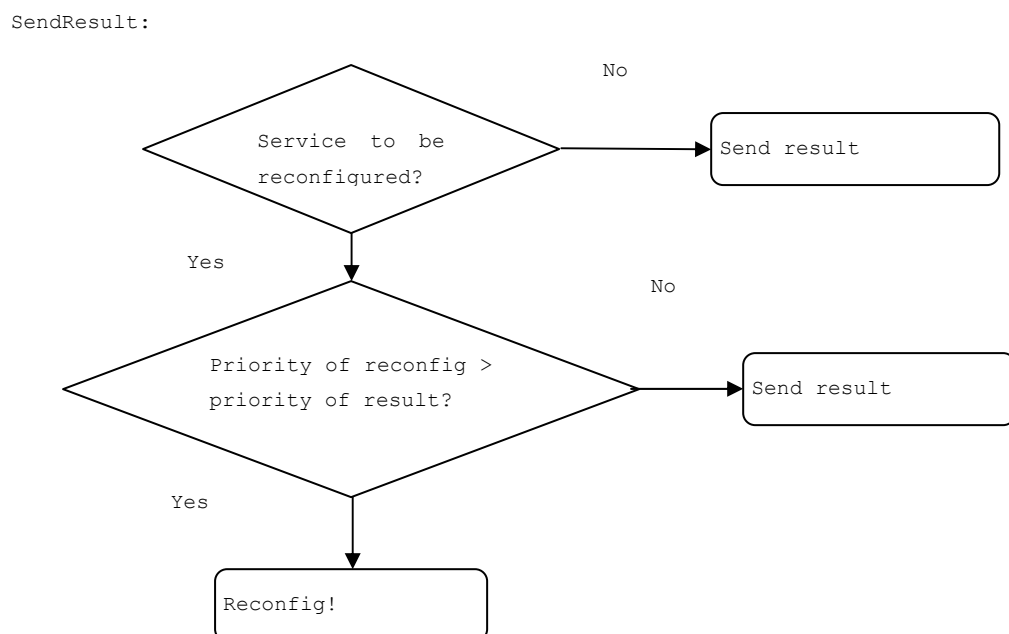 SendResult:
No
Service to be
reconfigured?
Send result
Yes
No
Priority of reconfig >
priority of result?
Send result
Yes
Reconfig!